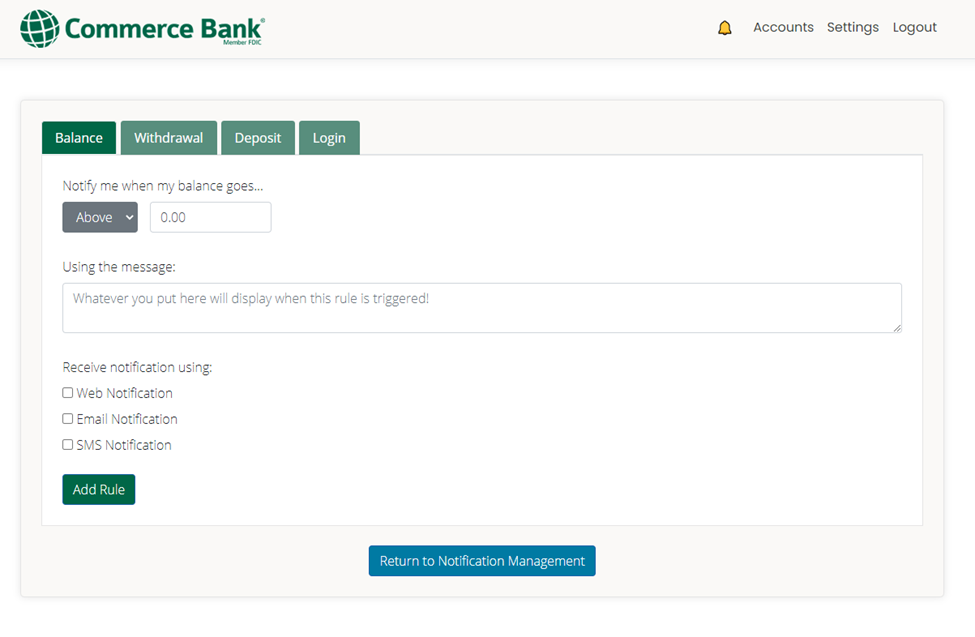 Commerce Bank®
Member FDIC
Accounts Settings Logout
Balance Withdrawal Deposit Login
Notify me when my balance goes...
Above 0.00
Using the message:
Whatever you put here will display when this rule is triggered!
Receive notification using:
Web Notification
Email Notification
SMS Notification
Add Rule
Return to Notification Management